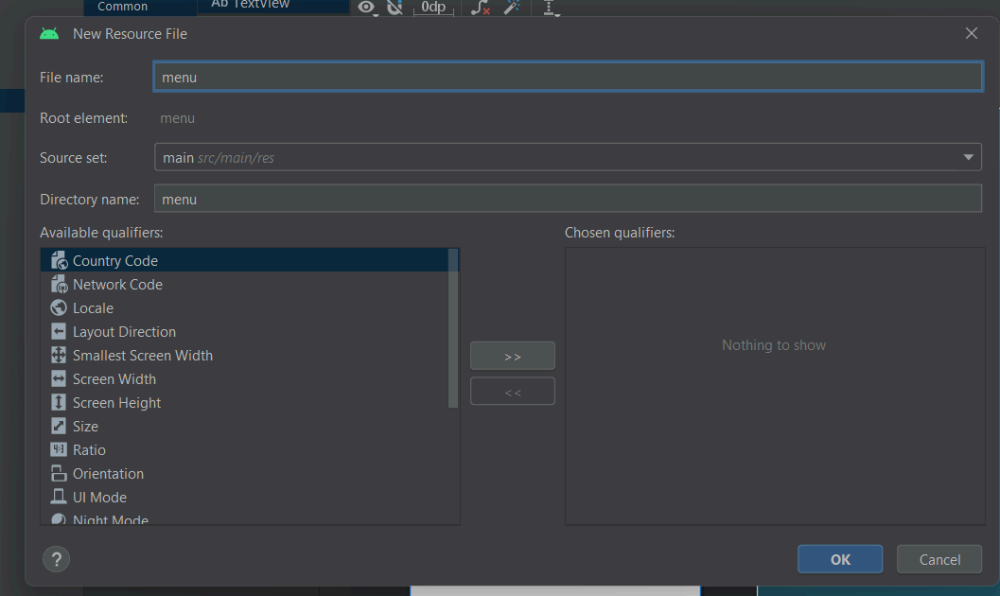 Common
Ab TextView
0dp
New Resource File
File name:
menu
Root element:
menu
Source set:
main src/main/res
Directory name:
menu
Available qualifiers:
Chosen qualifiers:
Country Code
Network Code
Locale
Layout Direction
Smallest Screen Width
Screen Width
Screen Height
Size
4:3 Ratio
Orientation
UI Mode
Night Mode
>>
<<
Nothing to show
?
OK
Cancel